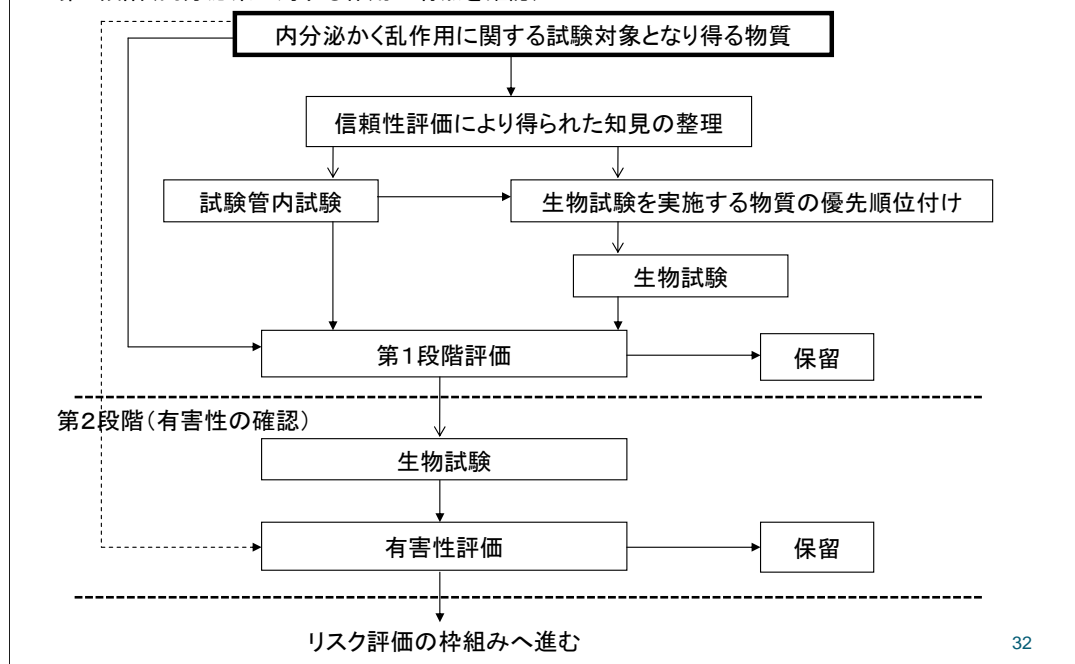 内分泌かく乱作用に関する試験対象となり得る物質
信頼性評価により得られた知見の整理
試験管内試験
生物試験を実施する物質の優先順位付け
生物試験
第１段階評価
保留
第２段階（有害性の確認）
生物試験
有害性評価
保留
リスク評価の枠組みへ進む
32